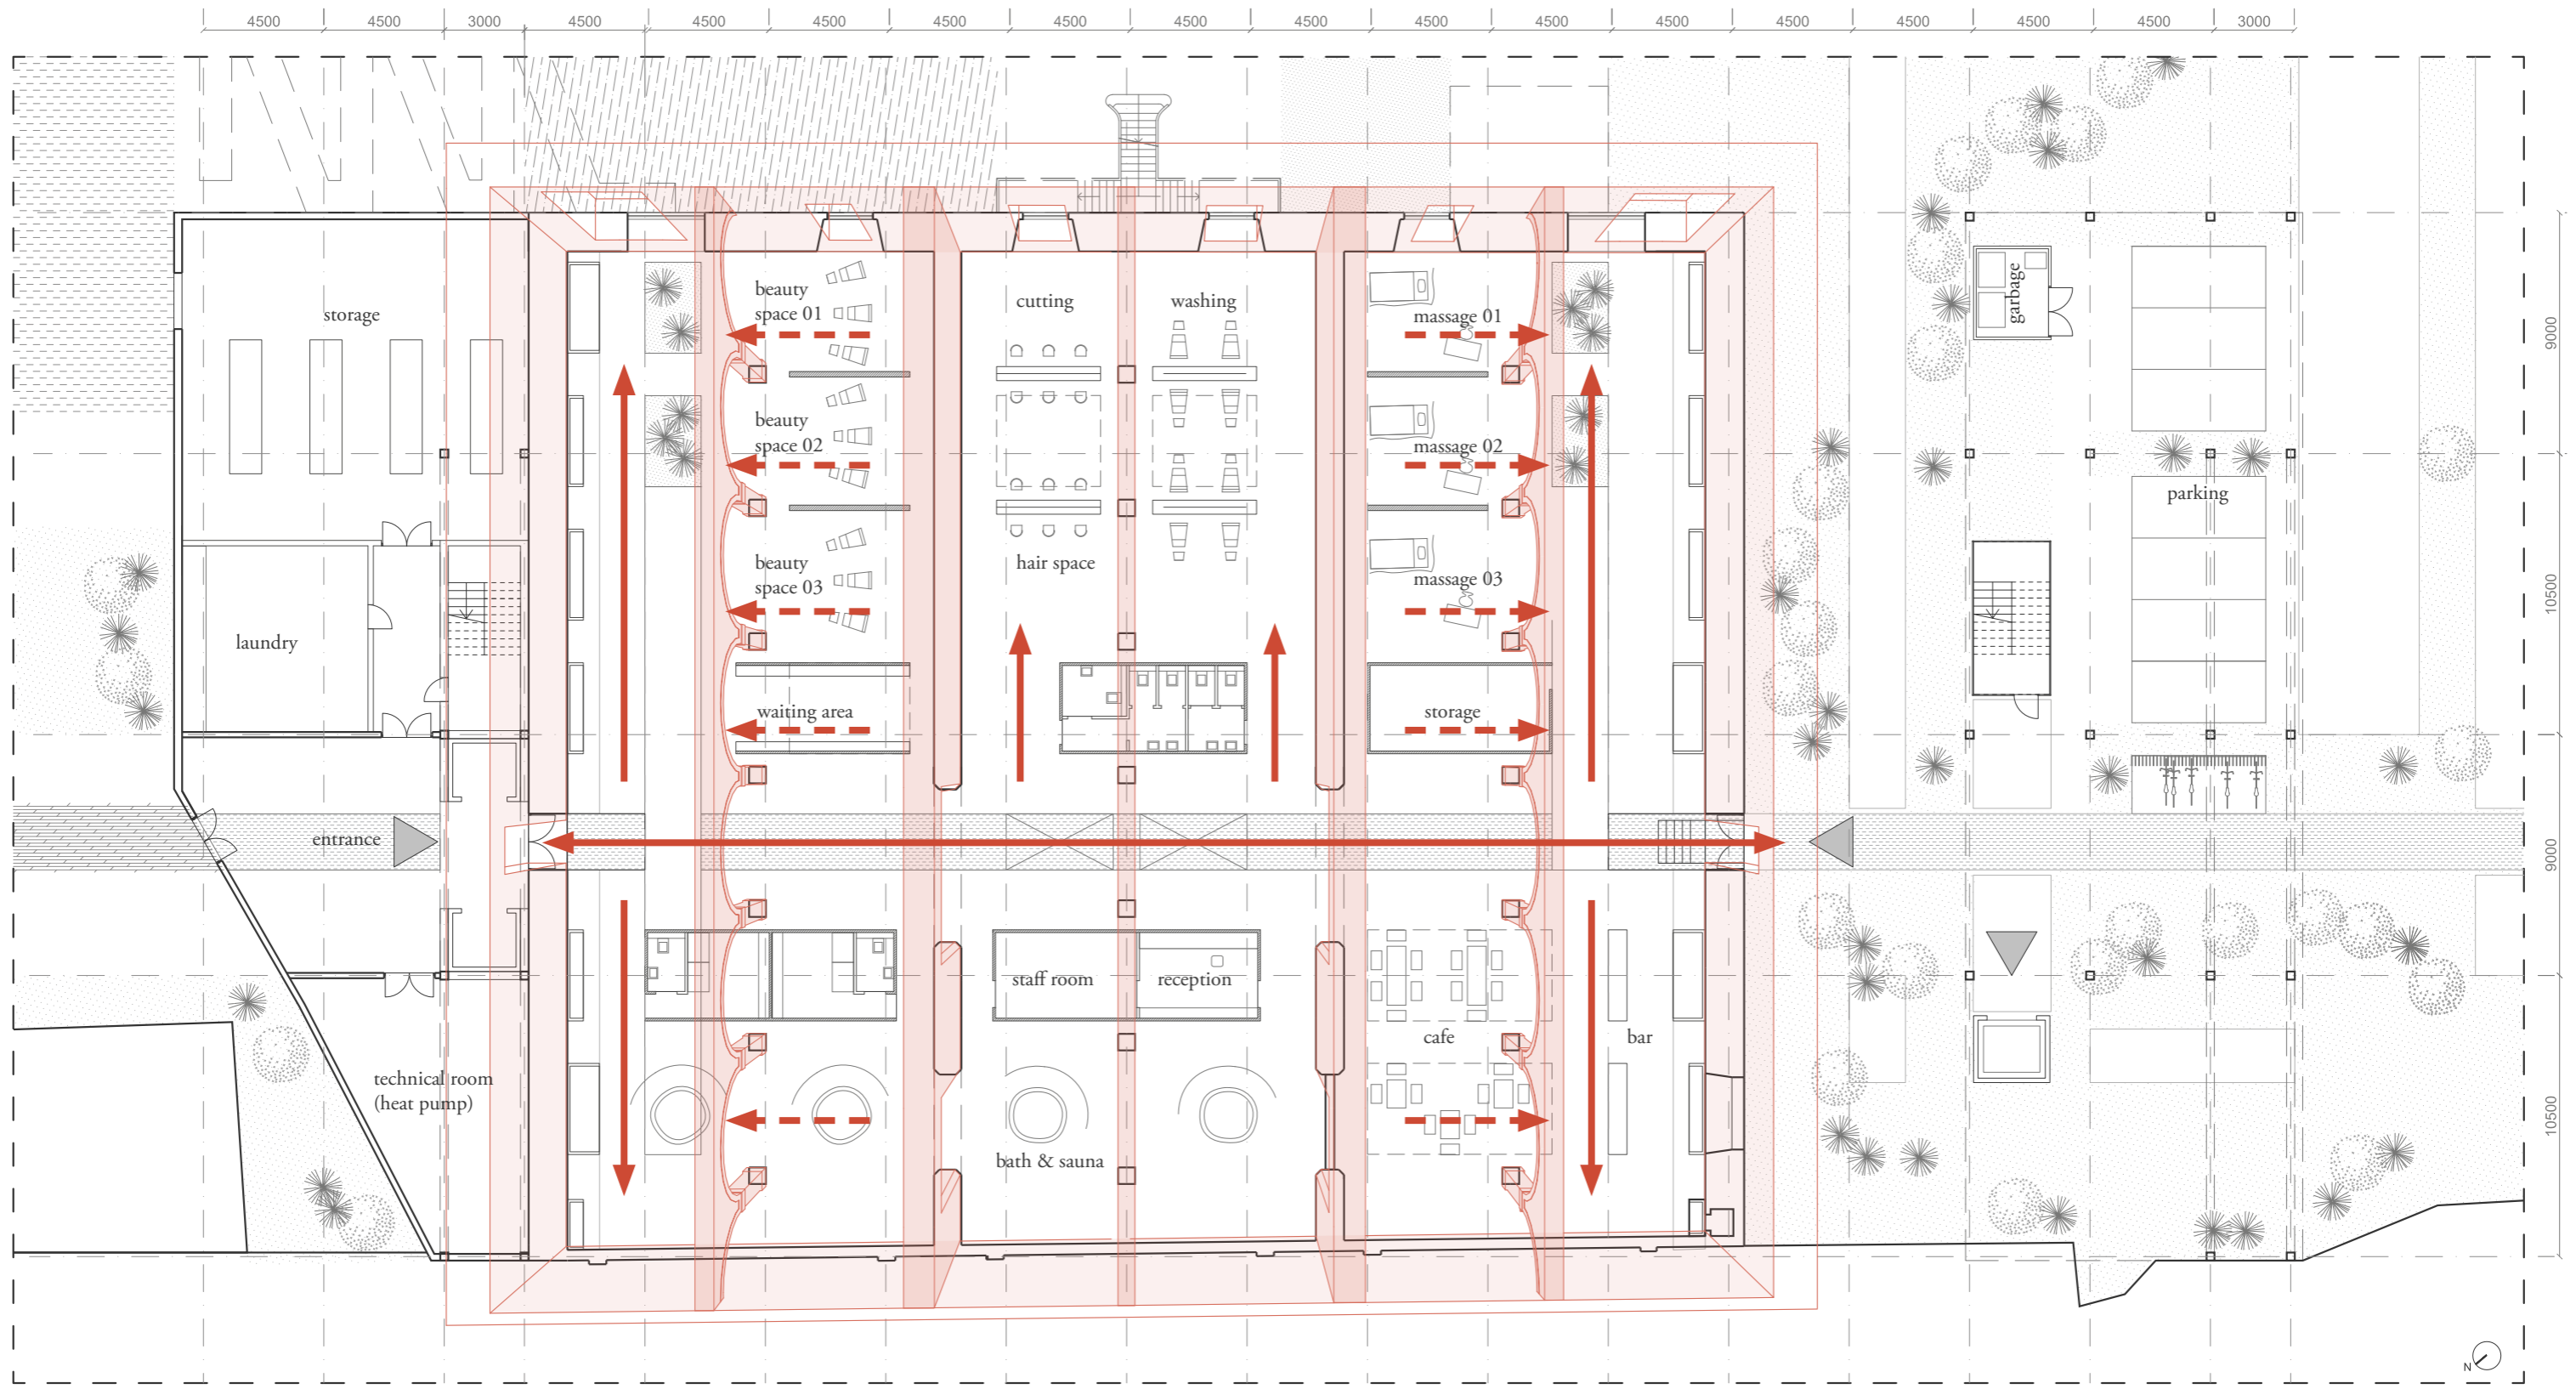 4500 4500 3000 4500 4500 4500 4500 4500 4500 4500 4500 4500 4500 4500 4500 4500 4500 3000
beauty
space 01
cutting
washing
massage 01
storage
garbage
9000
beauty
space 02
massage 02
parking
beauty
space 03
hair space
massage 03
10500
laundry
waiting area
storage
entrance
9000
staff room
reception
cafe
bar
technical room
(heat pump)
bath & sauna
10500
N